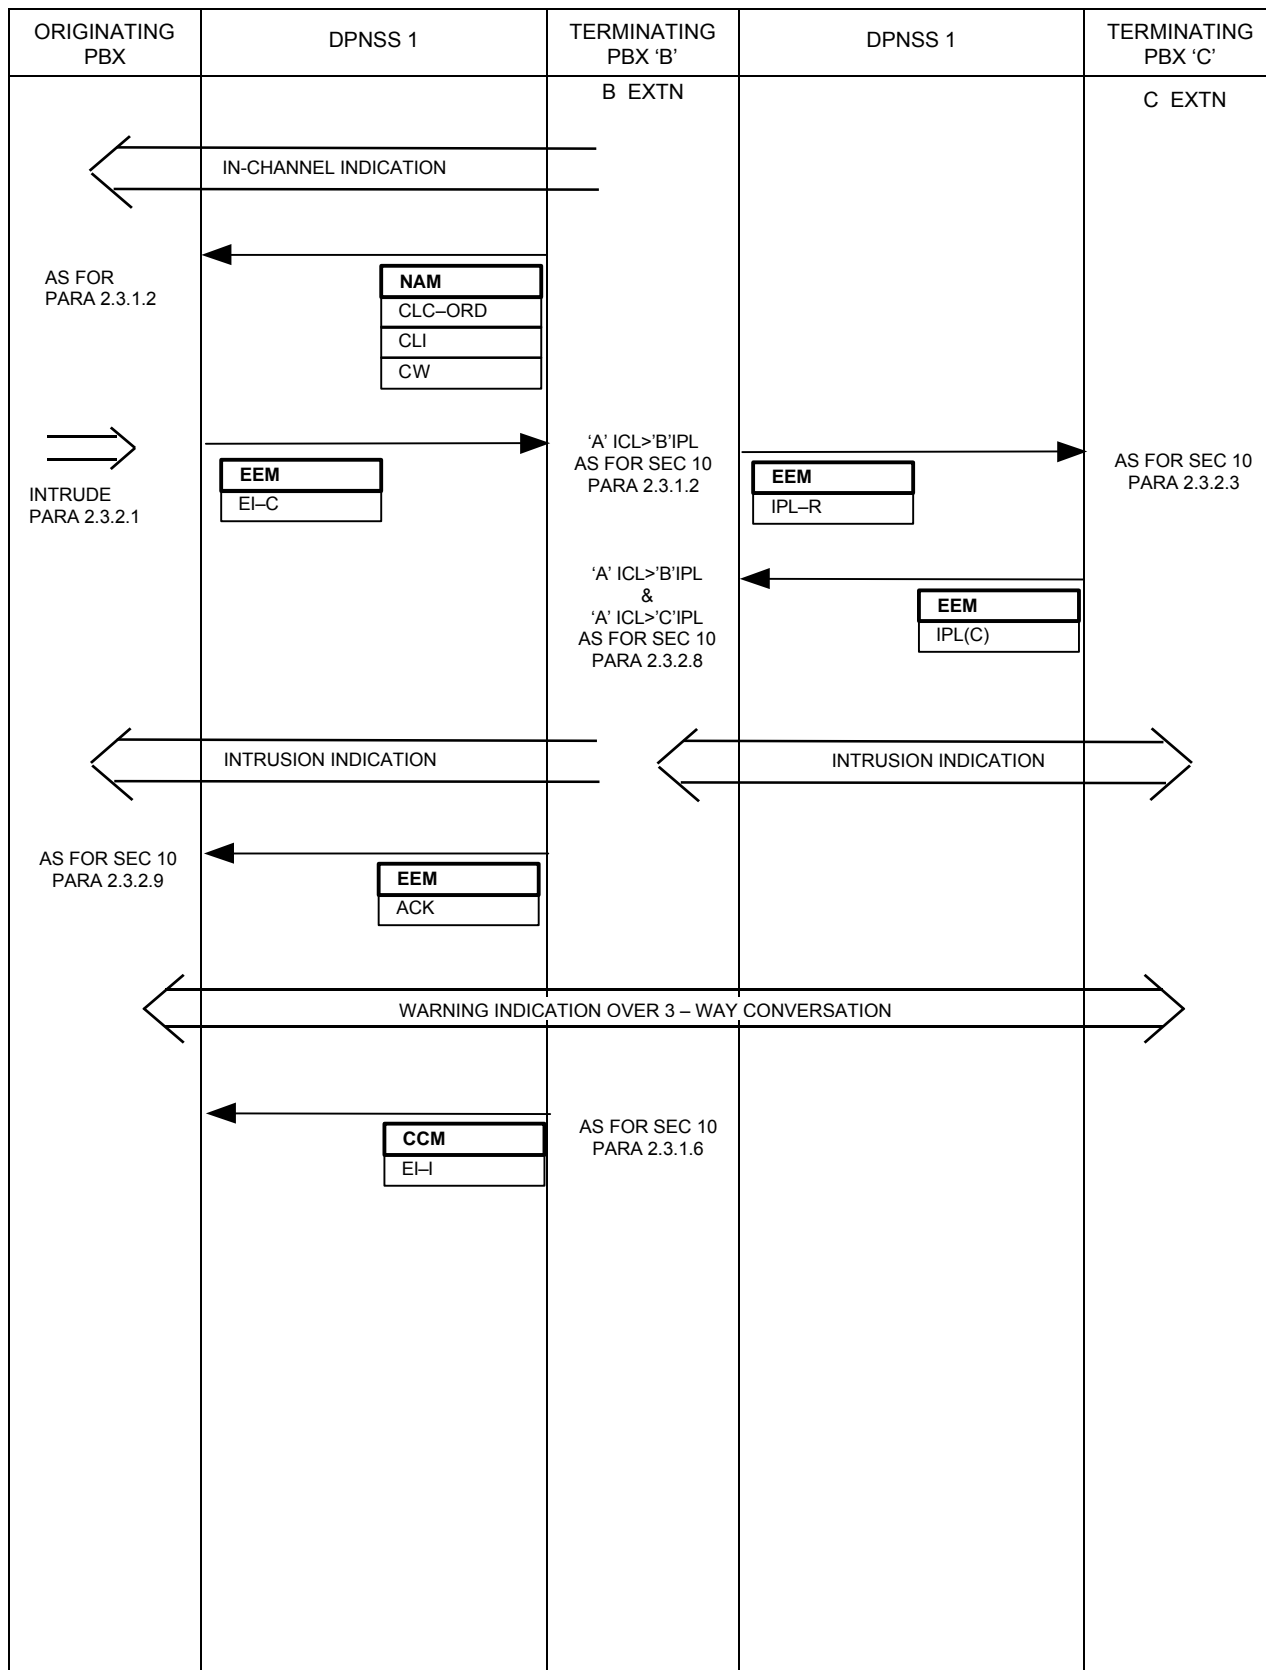 ORIGINATING
PBX
DPNSS 1
TERMINATING
PBX ‘B’
DPNSS 1
TERMINATING
PBX ‘C’
B EXTN
C EXTN
IN-CHANNEL INDICATION
AS FOR
PARA 2.3.1.2
NAM
CLC–ORD
CLI
CW
INTRUDE
PARA 2.3.2.1
EEM
EI–C
‘A’ ICL>’B’IPL
AS FOR SEC 10
PARA 2.3.1.2
EEM
IPL–R
AS FOR SEC 10
PARA 2.3.2.3
‘A’ ICL>’B’IPL
&
‘A’ ICL>’C’IPL
AS FOR SEC 10
PARA 2.3.2.8
EEM
IPL(C)
INTRUSION INDICATION
INTRUSION INDICATION
AS FOR SEC 10
PARA 2.3.2.9
EEM
ACK
WARNING INDICATION OVER 3 – WAY CONVERSATION
CCM
EI–I
AS FOR SEC 10
PARA 2.3.1.6